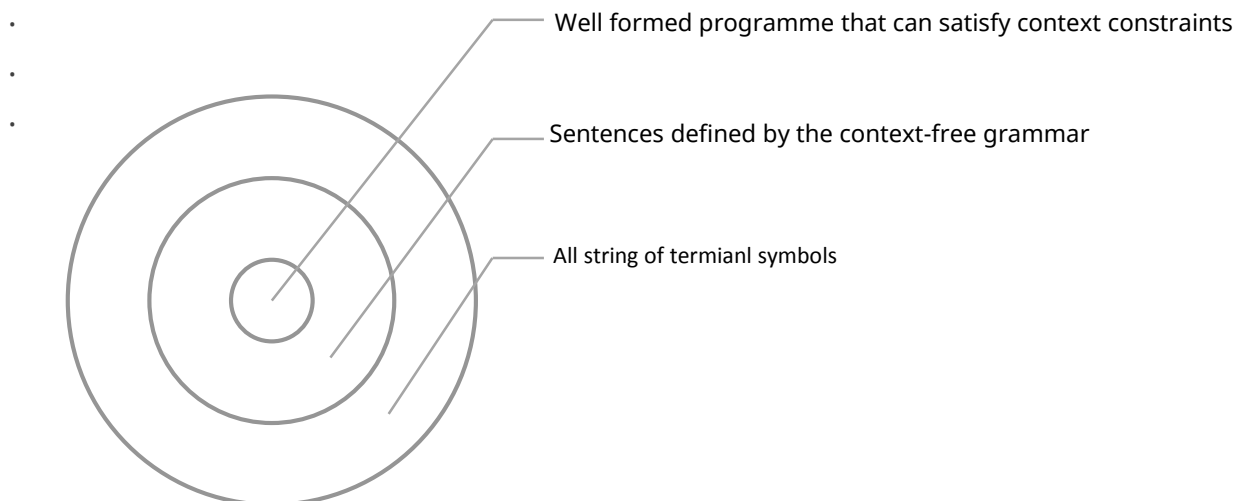 Well formed programme that can satisfy context constraints
Sentences defined by the context-free grammar
All string of termianl symbols